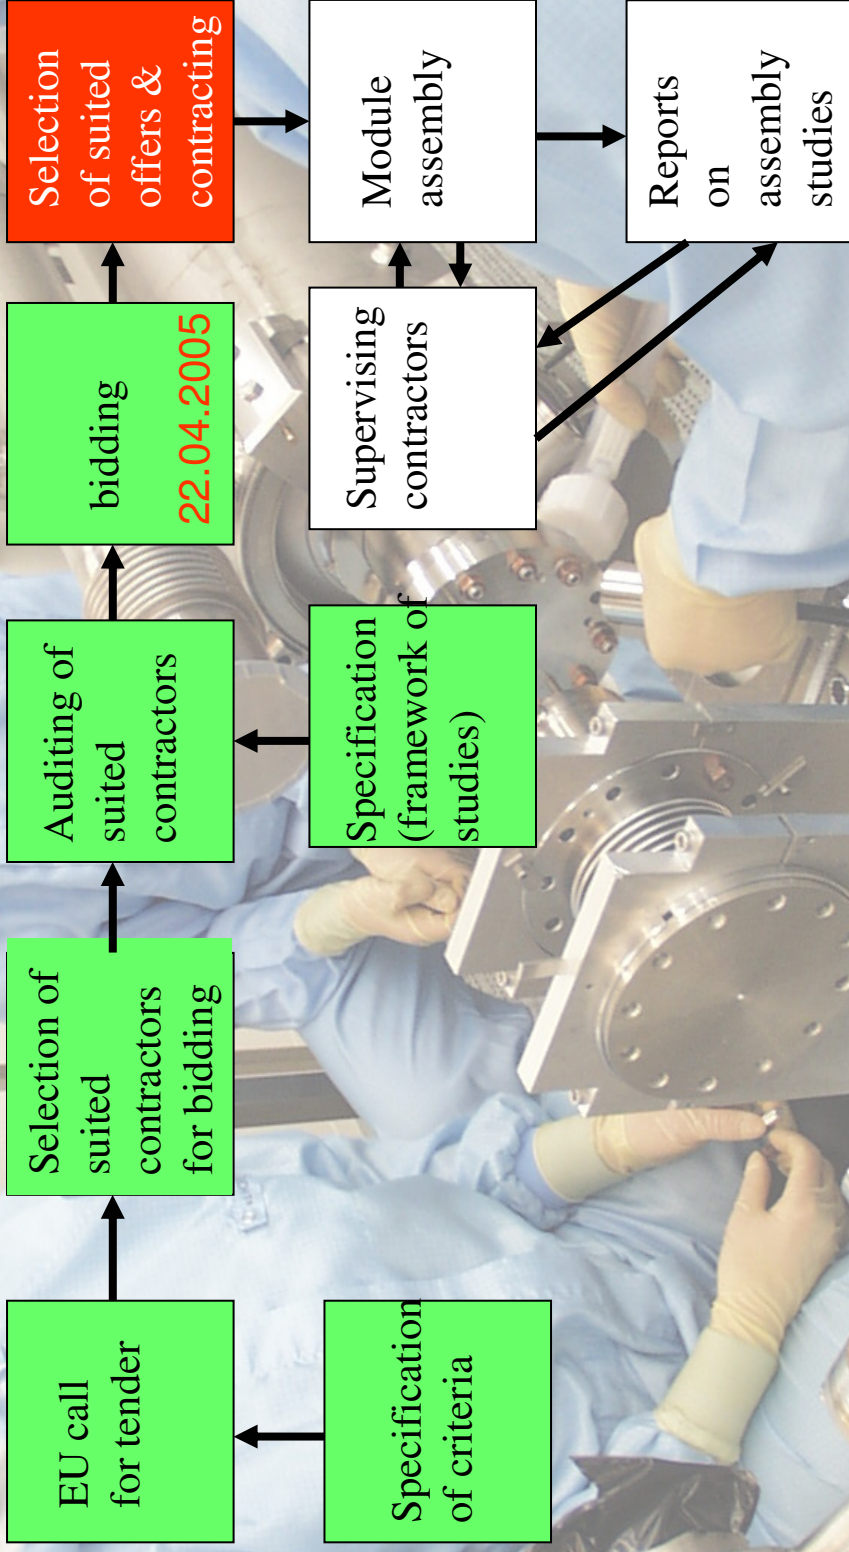 EU call
for tender
Selection of
suited
contractors
for bidding
Auditing of
suited
contractors
bidding
22.04.2005
Selection
of suited
offers &
contracting
Specification
of criteria
Specification
(framework of
studies)
Supervising
contractors
Module
assembly
Reports
on
assembly
studies